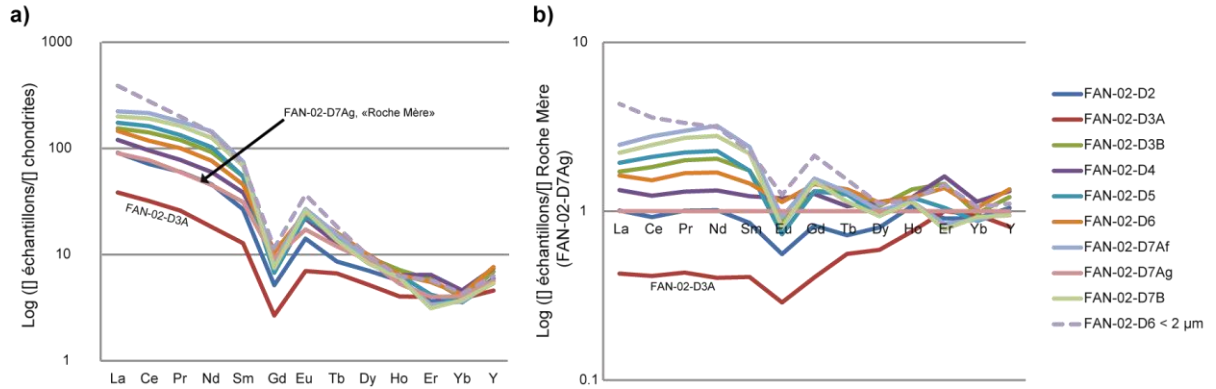 a)
Log ([] échantillons/[] chondrites)
1000
100
10
1
FAN-02-D7Ag, «Roche Mère»
FAN-02-D3A
La Ce Pr Nd Sm Gd Eu Tb Dy Ho Er Yb Y
b)
Log ([] échantillons/[] Roche Mère
(FAN-02-D7Ag)
10
1
0.1
La Ce Pr Nd Sm Eu Gd Tb Dy Ho Er Yb Y
FAN-02-D3A
FAN-02-D2
FAN-02-D3A
FAN-02-D3B
FAN-02-D4
FAN-02-D5
FAN-02-D6
FAN-02-D7Af
FAN-02-D7Ag
FAN-02-D7B
FAN-02-D6 < 2 µm